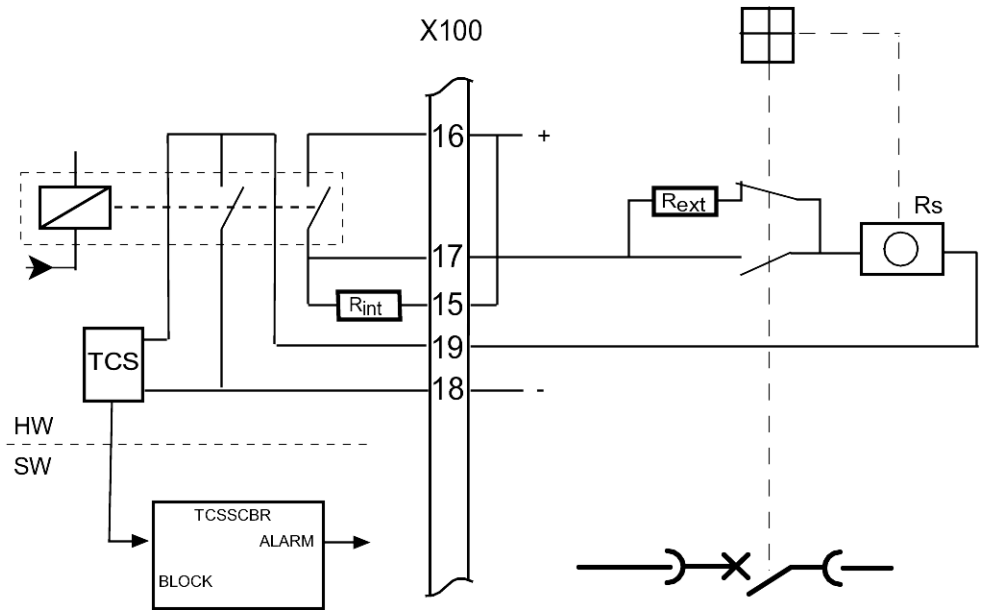 X100
16
+
Rext
Rs
17
Rint
15
19
TCS
18
-
HW
SW
TCSSCBR
ALARM
BLOCK